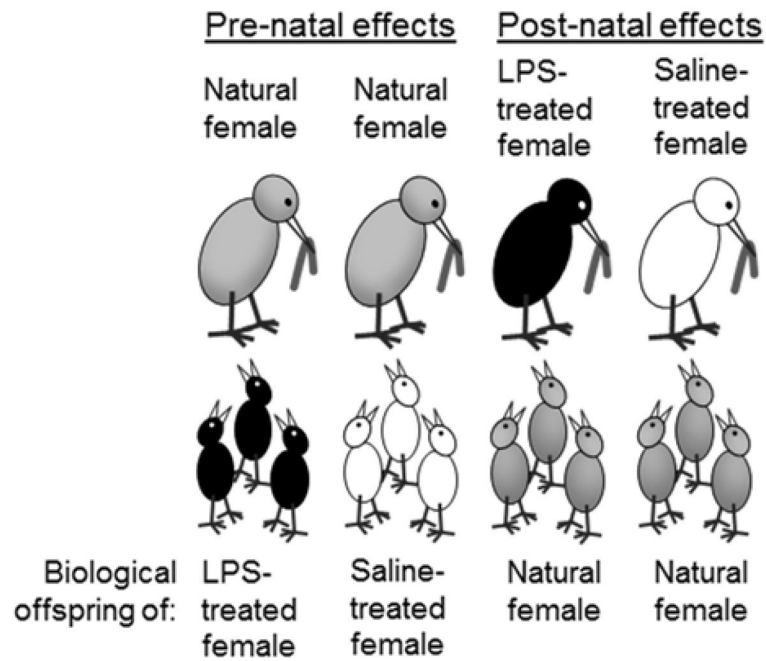 Pre-natal effects
Post-natal effects
Natural
female
Natural
female
LPS-
treated
female
Saline-
treated
female
Biological
offspring of:
LPS-
treated
female
Saline-
treated
female
Natural
female
Natural
female